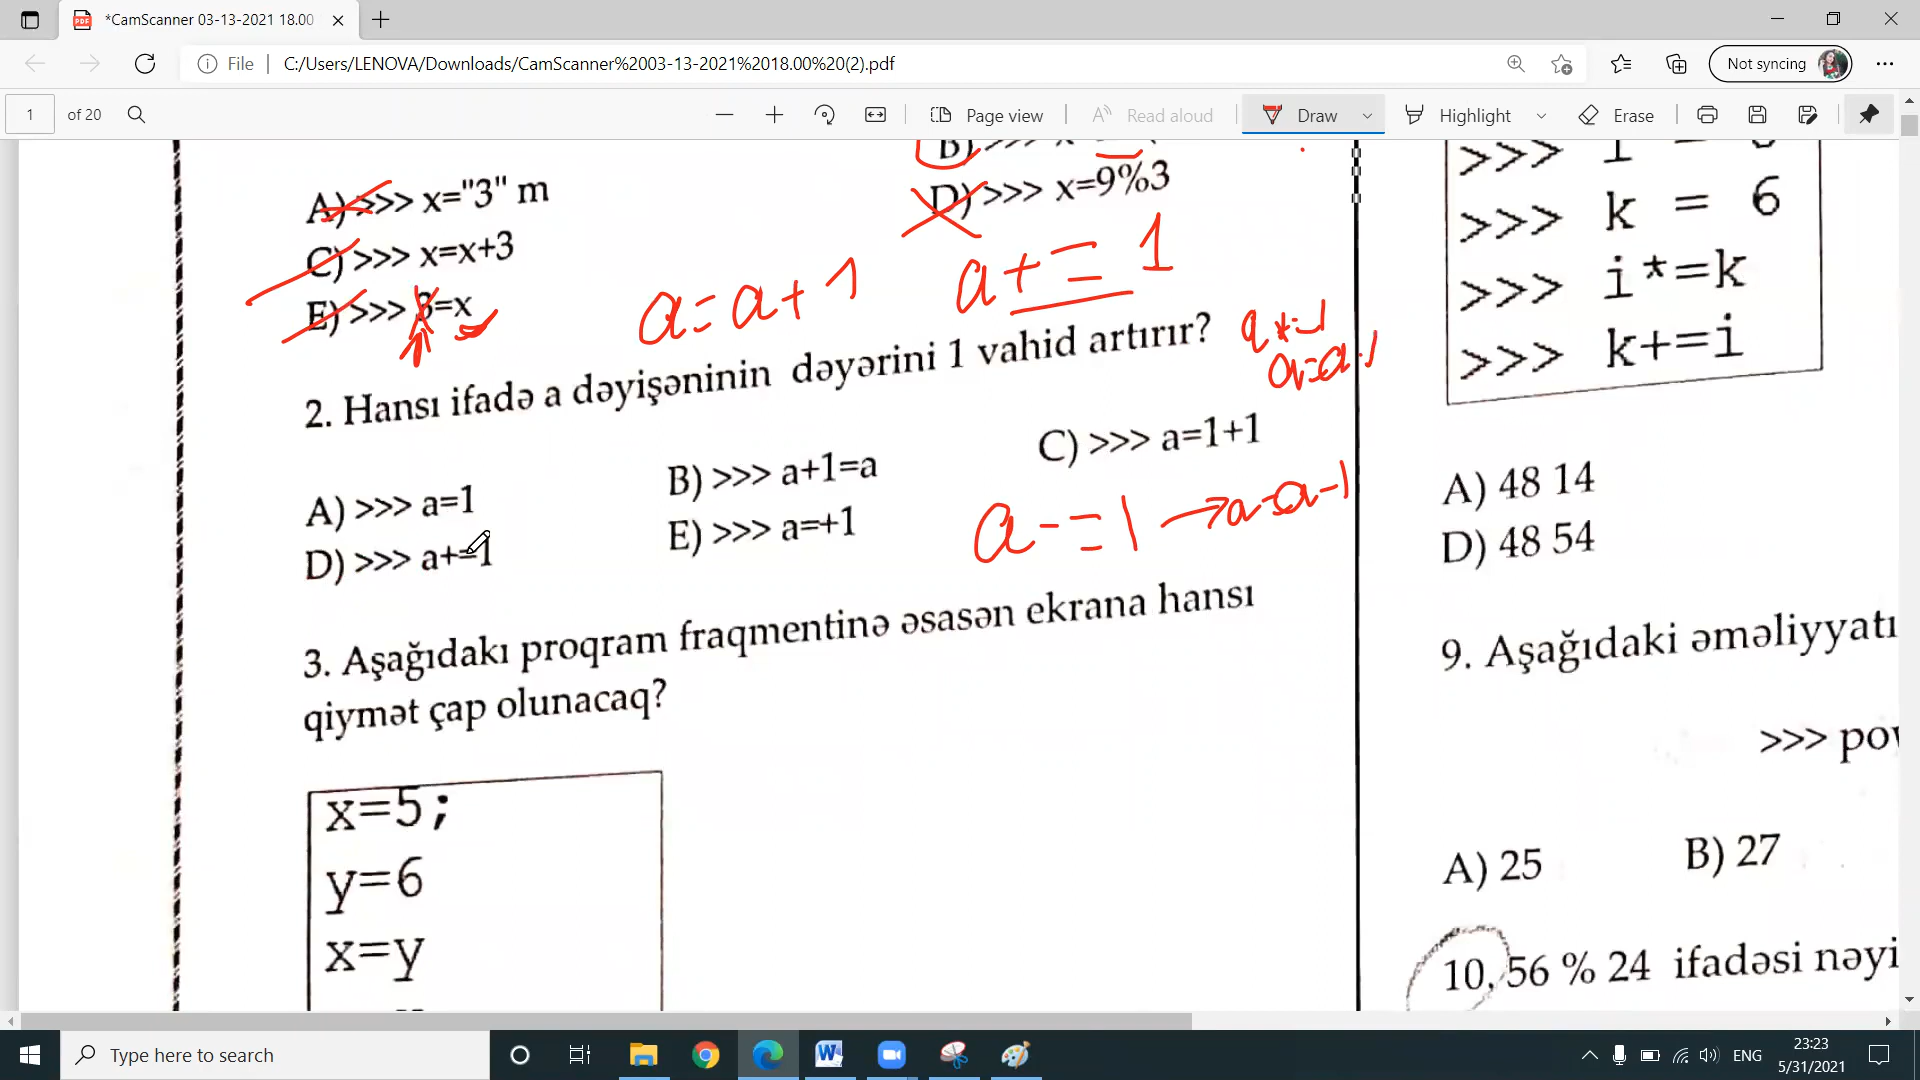 *CamScanner 03-13-2021 18.00
File
C:/Users/LENOVA/Downloads/CamScanner%2003-13-2021%2018.00%20(2).pdf
Not syncing
1 of 20
Page view
Read aloud
Draw
Highlight
Erase
A) >>> x="3" m
D) >>> x=9%3
C) >>> x=x+3
E) >>> 3=x
a=a+1
a+=1
2. Hansı ifadə a dəyişəninin dəyərini 1 vahid artırır?
a=a-1
A) >>> a=1
B) >>> a+1=a
C) >>> a=1+1
D) >>> a+=1
E) >>> a=+1
a-=1 → a=a-1
3. Aşağıdakı proqram fraqmentinə əsasən ekrana hansı
qiymət çap olunacaq?
x=5;
y=6
x=y
>>> k = 6
>>> i*=k
>>> k+=i
A) 48 14
D) 48 54
9. Aşağıdaki əməliyyatı
>>> pow
A) 25
B) 27
10, 56 % 24 ifadəsi nəyi
Type here to search
ENG
23:23
5/31/2021